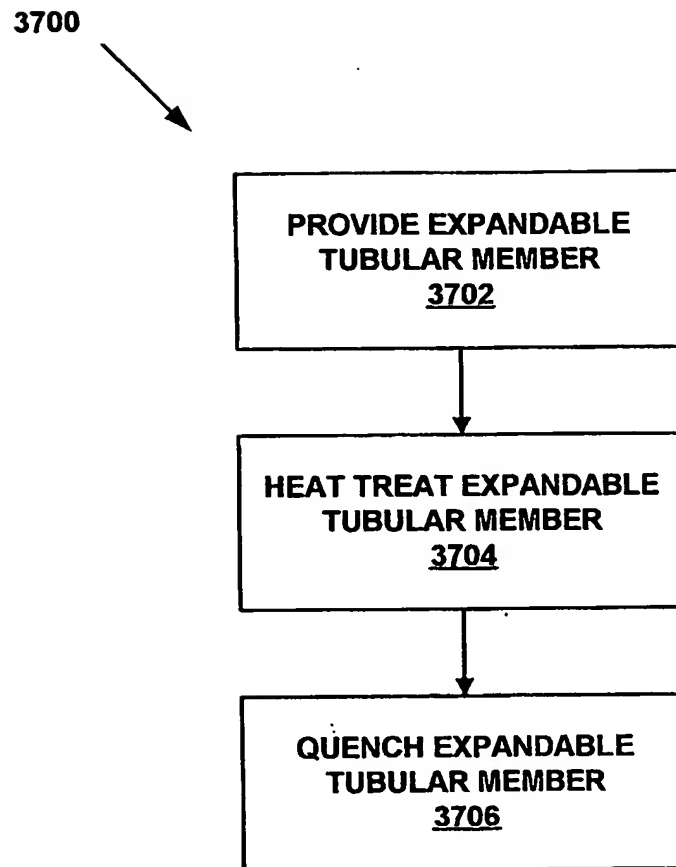 3700
PROVIDE EXPANDABLE
TUBULAR MEMBER
3702
HEAT TREAT EXPANDABLE
TUBULAR MEMBER
3704
QUENCH EXPANDABLE
TUBULAR MEMBER
3706